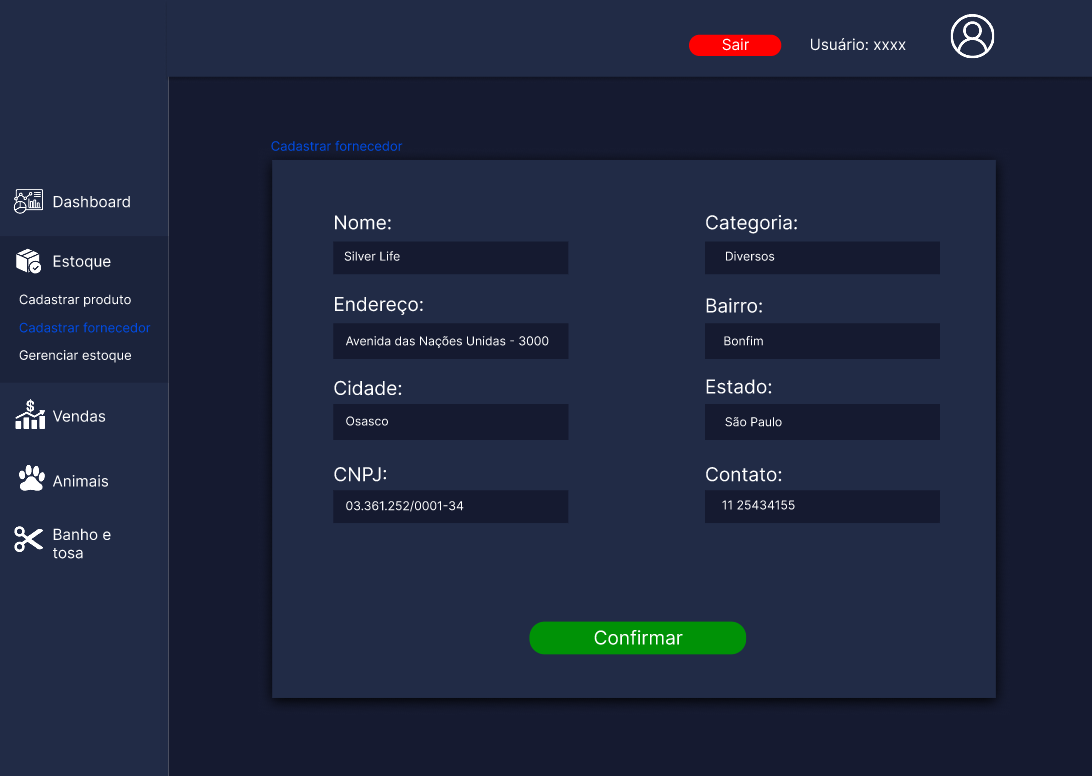 Sair
Usuário: xxxx
Dashboard
Estoque
Cadastrar produto
Cadastrar fornecedor
Gerenciar estoque
Vendas
Animais
Banho e
tosa
Cadastrar fornecedor
Nome:
Silver Life
Categoria:
Diversos
Endereço:
Avenida das Nações Unidas - 3000
Bairro:
Bonfim
Cidade:
Osasco
Estado:
São Paulo
CNPJ:
03.361.252/0001-34
Contato:
11 25434155
Confirmar